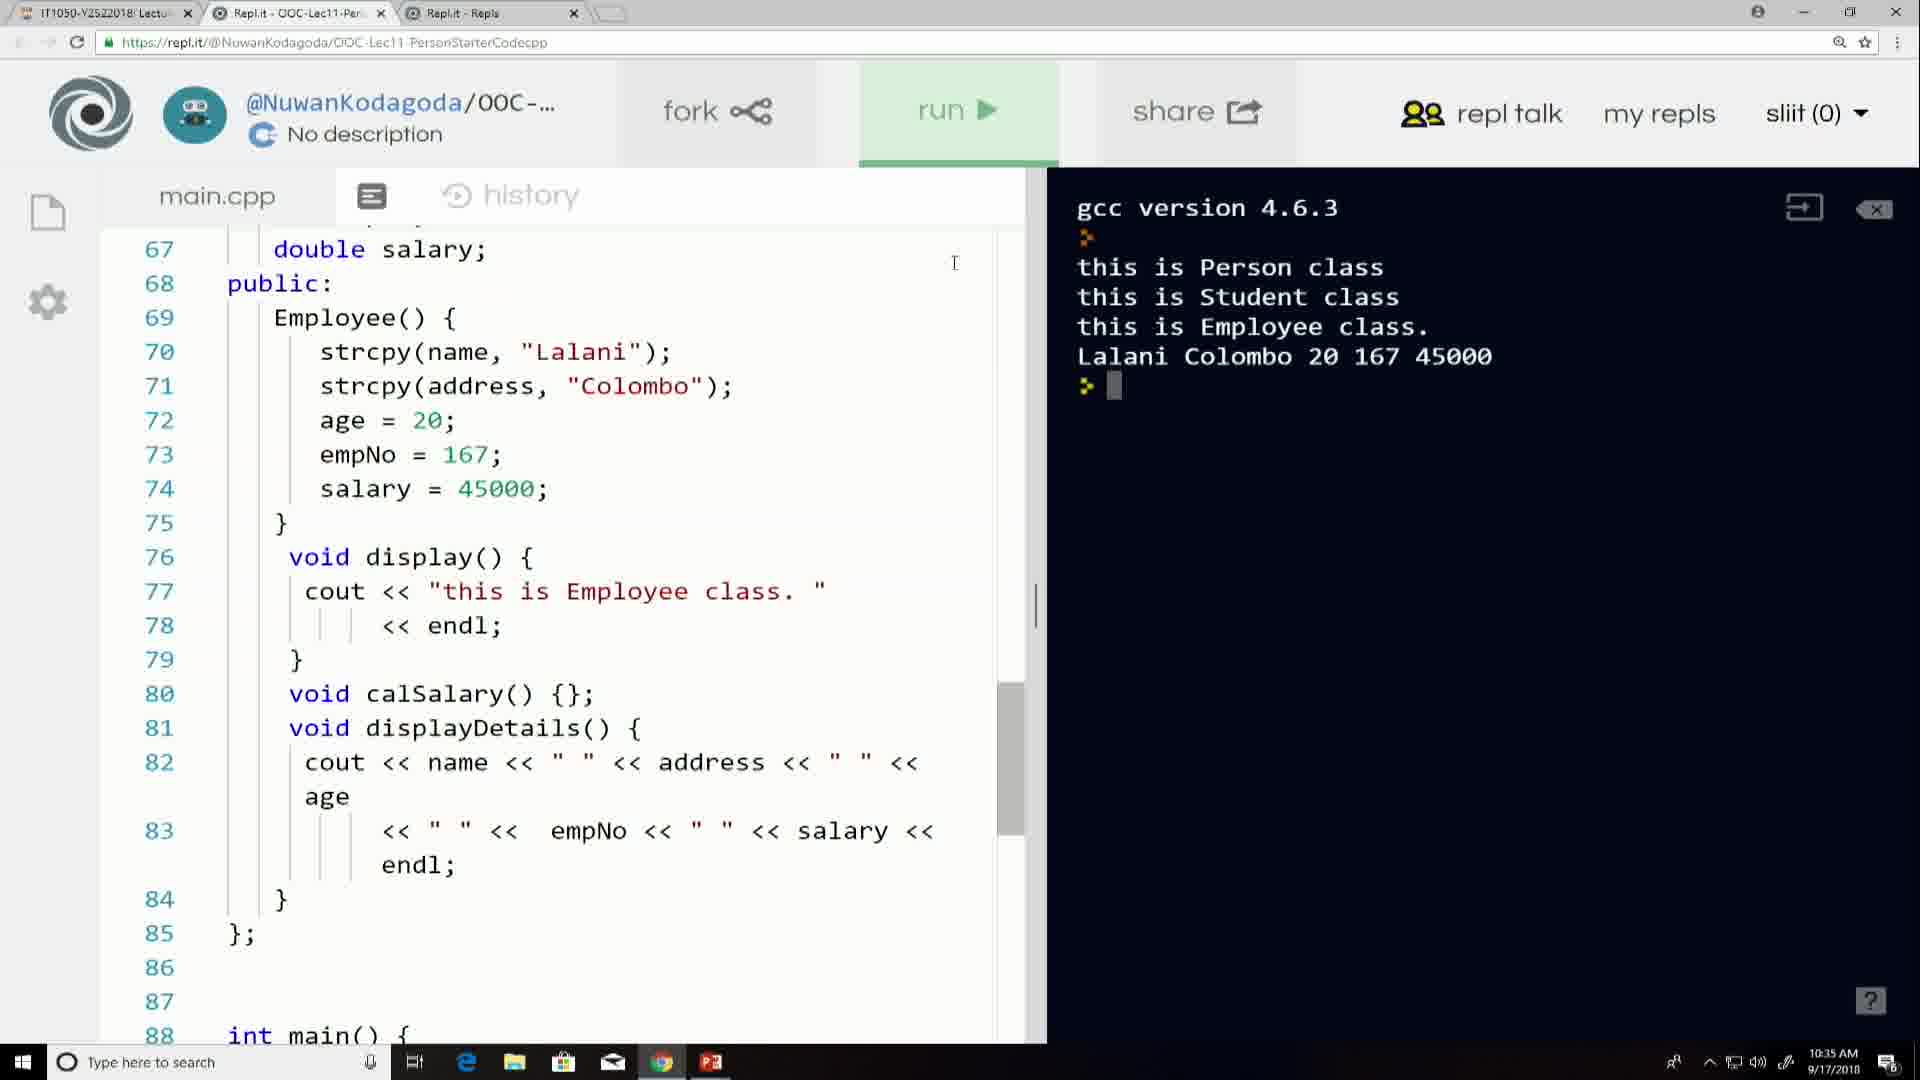 IT1050-Y2S22018: Lectu
Repl.it - OOC-Lec11-Per
Repl.it - Repls
https://repl.it/@NuwanKodagoda/OOC-Lec11-PersonStarterCodecpp
@NuwanKodagoda/OOC-...
No description
fork
run
share
repl talk
my repls
sliit (0)
main.cpp
history
67 double salary;
68 public:
69 Employee() {
70 strcpy(name, "Lalani");
71 strcpy(address, "Colombo");
72 age = 20;
73 empNo = 167;
74 salary = 45000;
75 }
76 void display() {
77 cout << "this is Employee class. "
78 << endl;
79 }
80 void calSalary() {};
81 void displayDetails() {
82 cout << name << " " << address << " " <<
age
83 << " " << empNo << " " << salary <<
endl;
84 }
85 };
86
87
88 int main() {
gcc version 4.6.3
this is Person class
this is Student class
this is Employee class.
Lalani Colombo 20 167 45000
?
Type here to search
10:35 AM
9/17/2018